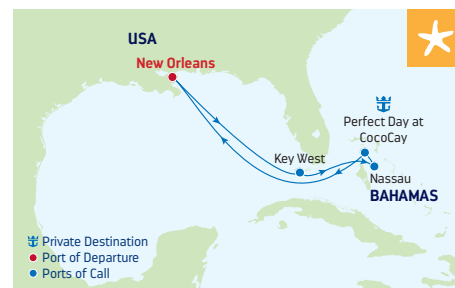 USA
New Orleans
Perfect Day at
CocoCay
Key West
Nassau
BAHAMAS
Private Destination
Port of Departure
Ports of Call